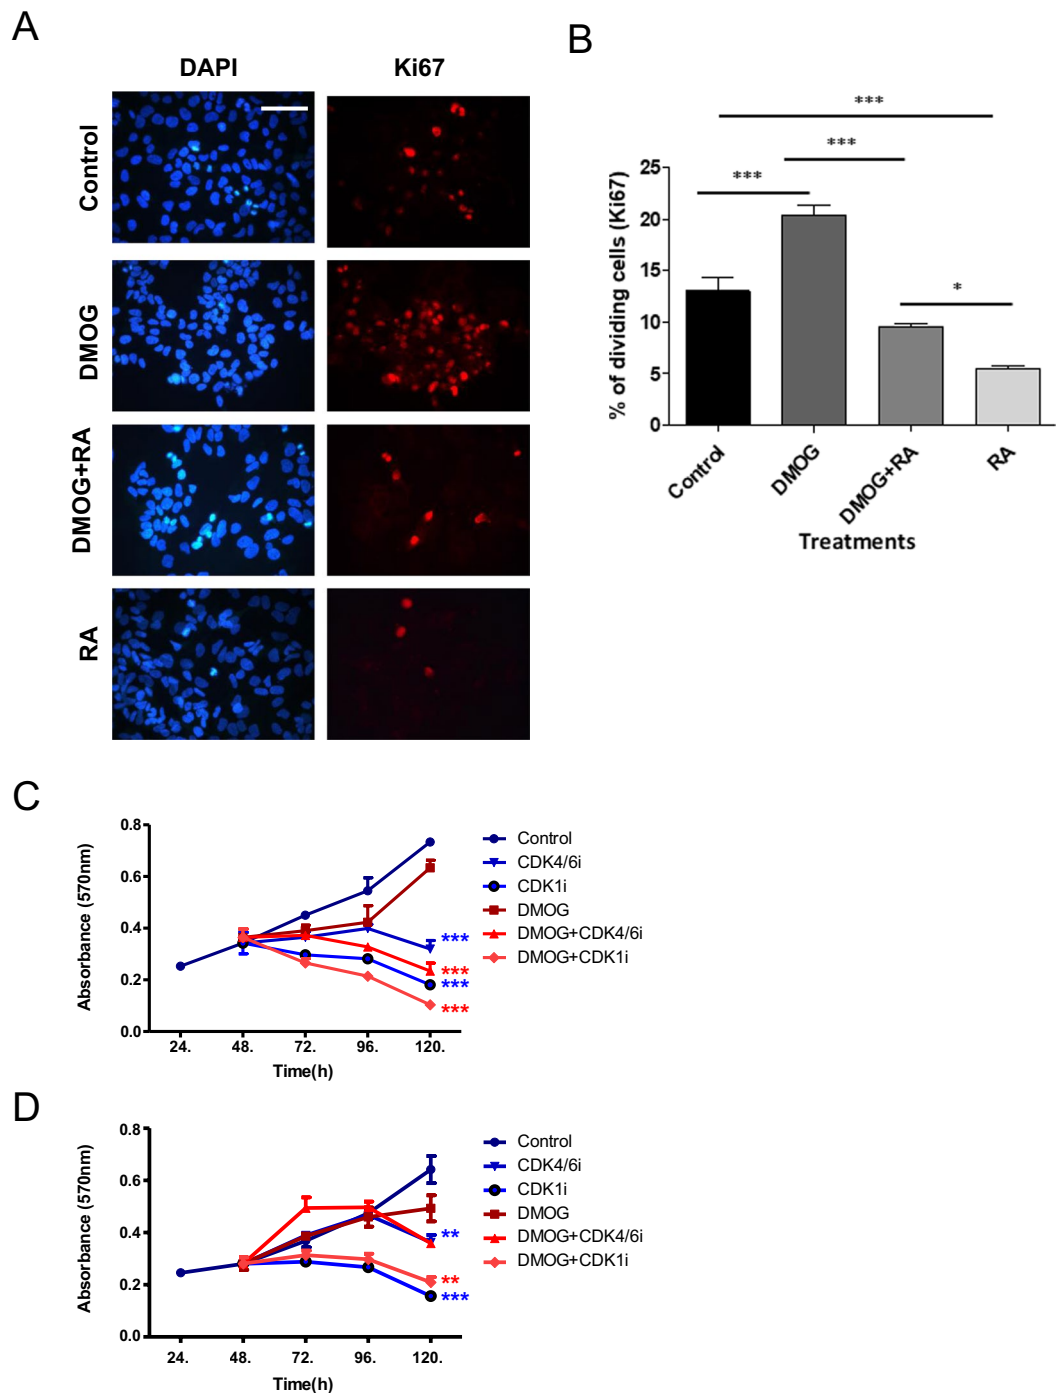 A
DAPI
Ki67
Control
DMOG
DMOG+RA
RA
B
***
***
***
*
% of dividing cells (Ki67)
25
20
15
10
5
0
Control
DMOG
DMOG+RA
RA
Treatments
C
Absorbance (570nm)
0.8
0.6
0.4
0.2
0.0
24.
48.
72.
96.
120.
Time(h)
***
***
***
***
Control
CDK4/6i
CDK1i
DMOG
DMOG+CDK4/6i
DMOG+CDK1i
D
Absorbance (570nm)
0.8
0.6
0.4
0.2
0.0
24.
48.
72.
96.
120.
Time(h)
**
**
***
Control
CDK4/6i
CDK1i
DMOG
DMOG+CDK4/6i
DMOG+CDK1i